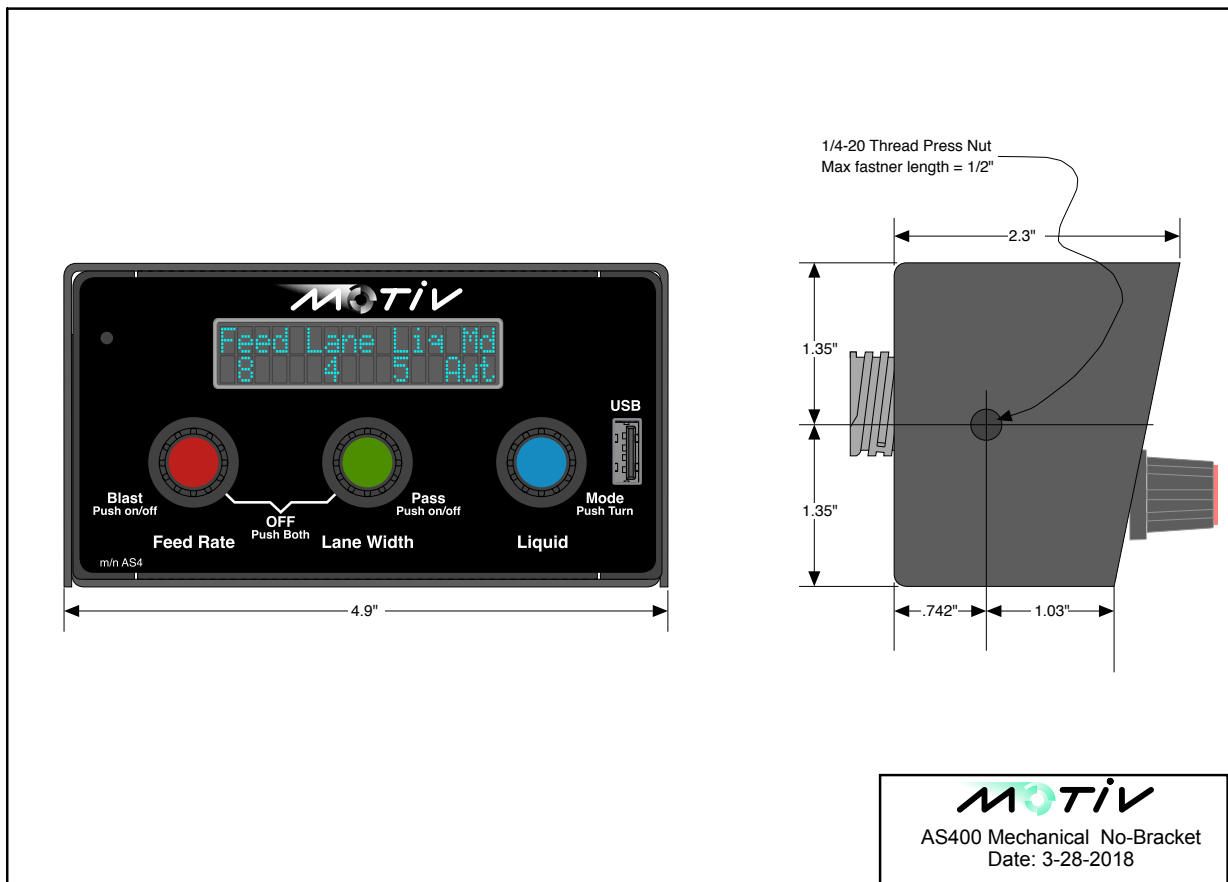 1/4-20 Thread Press Nut
Max fastner length = 1/2"
2.3"
1.35"
1.35"
.742"
1.03"
MOTiV
Feed Lane Liq Md
8 4 5 Aut
USB
Blast
Push on/off
OFF
Push Both
Pass
Push on/off
Mode
Push Turn
Feed Rate
Lane Width
Liquid
m/n AS4
4.9"
MOTiV
AS400 Mechanical No-Bracket
Date: 3-28-2018